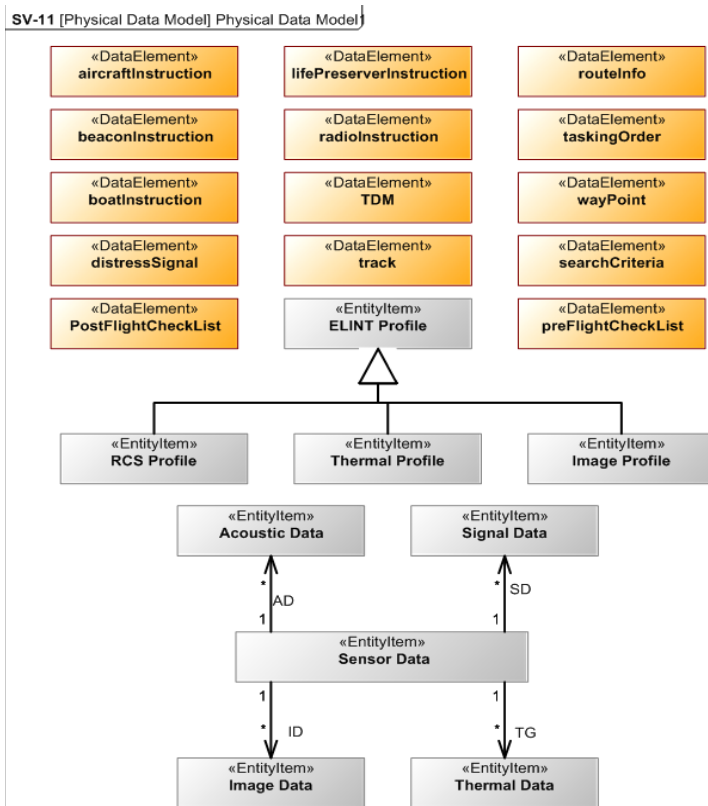 SV-11 [Physical Data Model] Physical Data Model1
«DataElement»
aircraftInstruction
«DataElement»
lifePreserverInstruction
«DataElement»
routeInfo
«DataElement»
beaconInstruction
«DataElement»
radioInstruction
«DataElement»
taskingOrder
«DataElement»
boatInstruction
«DataElement»
TDM
«DataElement»
wayPoint
«DataElement»
distressSignal
«DataElement»
track
«DataElement»
searchCriteria
«DataElement»
PostFlightCheckList
«EntityItem»
ELINT Profile
«DataElement»
preFlightCheckList
«EntityItem»
RCS Profile
«EntityItem»
Thermal Profile
«EntityItem»
Image Profile
«EntityItem»
Acoustic Data
«EntityItem»
Signal Data
*
AD
1
*
SD
1
«EntityItem»
Sensor Data
1
*
ID
1
*
TG
«EntityItem»
Image Data
«EntityItem»
Thermal Data